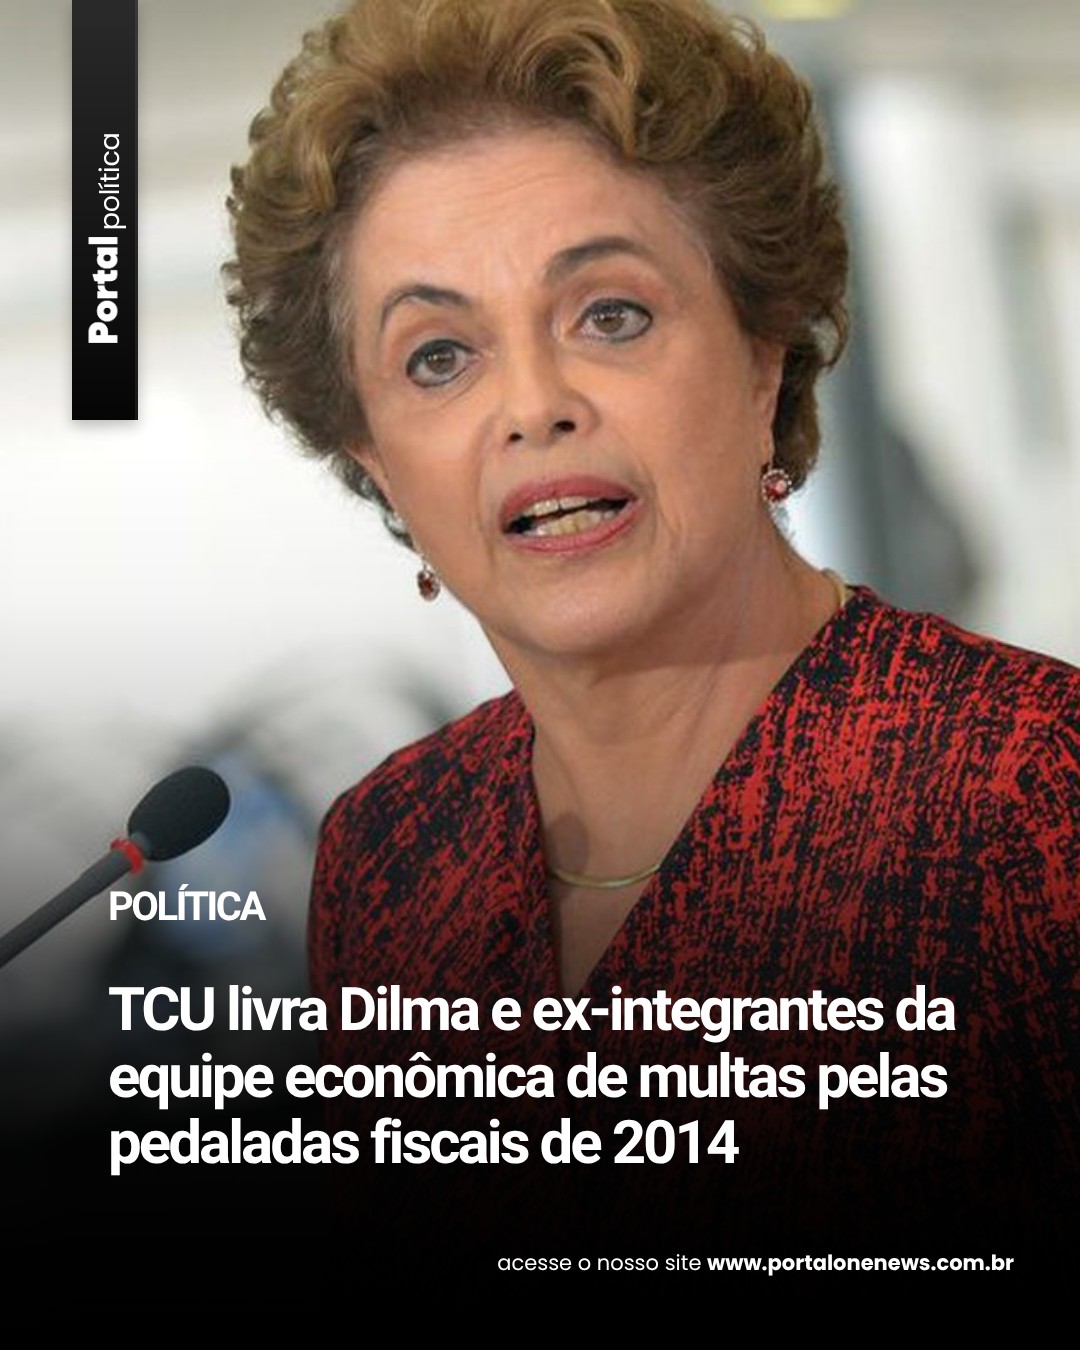 Portal política
POLÍTICA
TCU livra Dilma e ex-integrantes da
equipe econômica de multas pelas
pedaladas fiscais de 2014
acesse o nosso site www.portalonenews.com.br